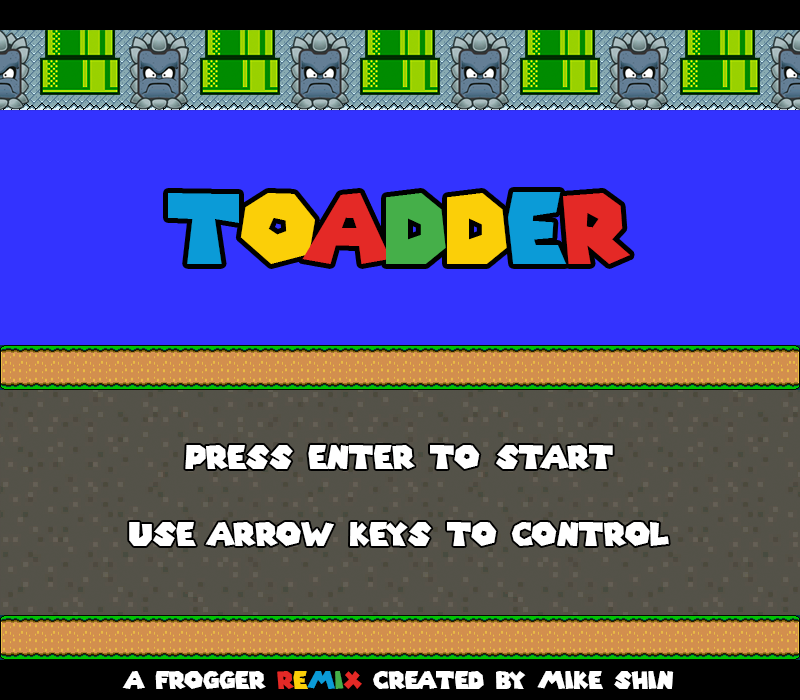 TOADDER
PRESS ENTER TO START
USE ARROW KEYS TO CONTROL
A FROGGER REMIX CREATED BY MIKE SHIN